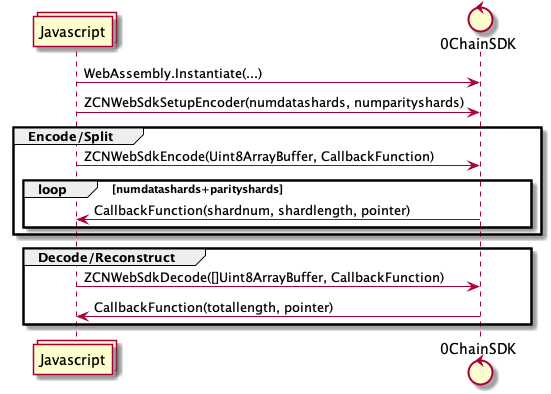 Javascript
0ChainSDK
WebAssembly.Instantiate(...)
ZCNWebSdkSetupEncoder(numdatashards, numparityshards)
Encode/Split
ZCNWebSdkEncode(Uint8ArrayBuffer, CallbackFunction)
loop [numdatashards+parityshards]
CallbackFunction(shardnum, shardlength, pointer)
Decode/Reconstruct
ZCNWebSdkDecode([]Uint8ArrayBuffer, CallbackFunction)
CallbackFunction(totallength, pointer)
Javascript
0ChainSDK